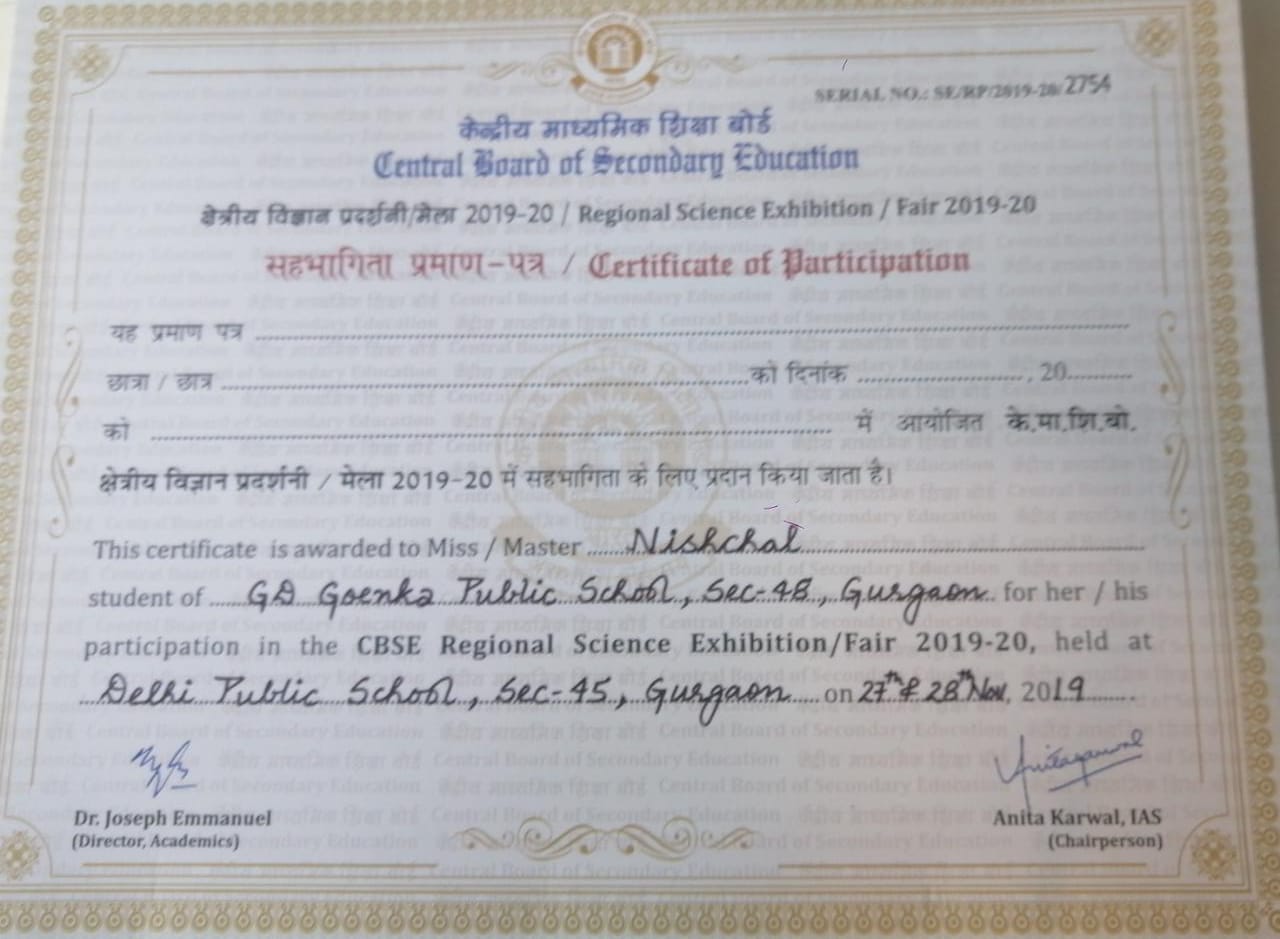 SERIAL NO.: SE/RP/2019-20/2754
केन्द्रीय माध्यमिक शिक्षा बोर्ड
Central Board of Secondary Education
क्षेत्रीय विज्ञान प्रदर्शनी/मेला 2019-20 / Regional Science Exhibition / Fair 2019-20
सहभागिता प्रमाण-पत्र / Certificate of Participation
यह प्रमाण पत्र
छात्रा / छात्र को दिनांक , 20
को में आयोजित के.मा.शि.बो.
क्षेत्रीय विज्ञान प्रदर्शनी / मेला 2019-20 में सहभागिता के लिए प्रदान किया जाता है।
This certificate is awarded to Miss / Master Nishchal
student of GD Goenka Public School, Sec-48, Gurgaon for her / his
participation in the CBSE Regional Science Exhibition/Fair 2019-20, held at
Delhi Public School, Sec-45, Gurgaon on 27th & 28th Nov, 2019
Dr. Joseph Emmanuel
(Director, Academics)
Anita Karwal, IAS
(Chairperson)